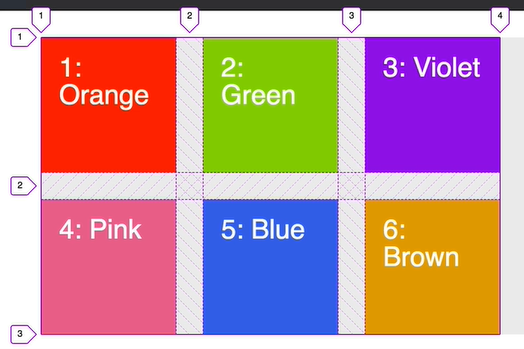 1
2
3
4
1
1:
Orange
2:
Green
3: Violet
2
4: Pink
5: Blue
6:
Brown
3